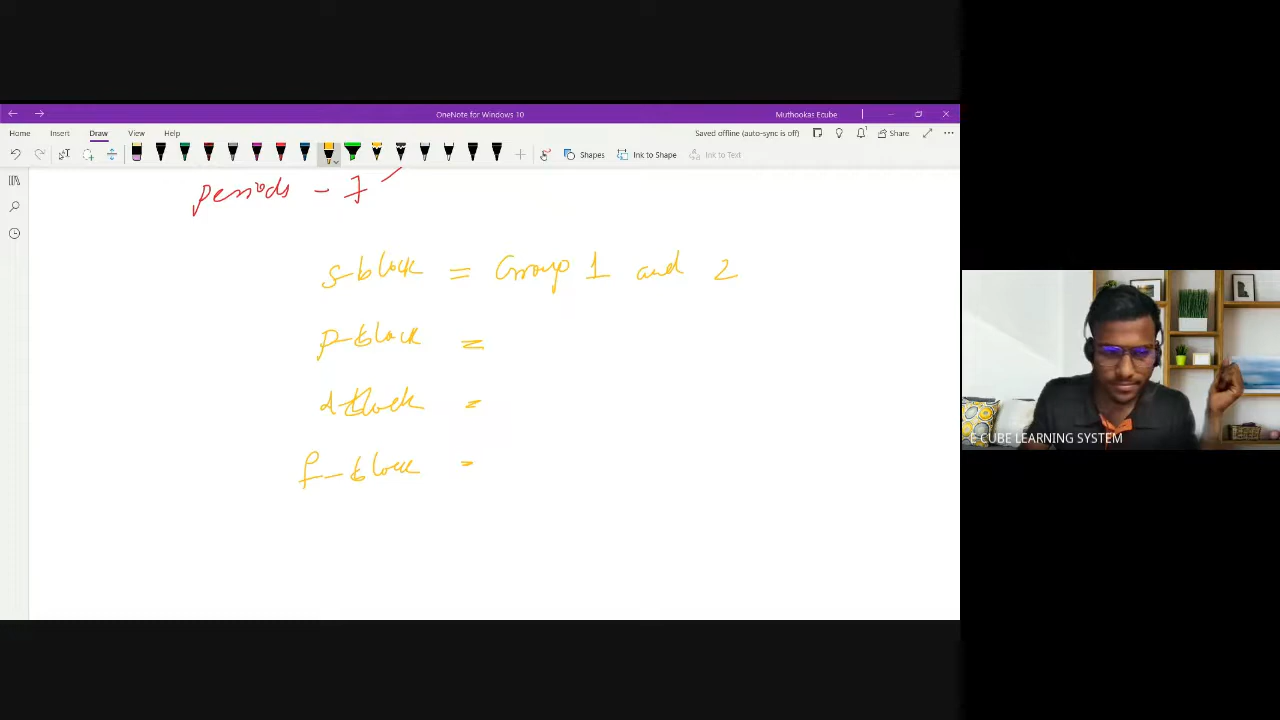 OneNote for Windows 10
Muthookas Ecube
Home Insert Draw View Help
Saved offline (auto-sync is off)
Share
Shapes
Ink to Shape
Ink to Text
periods - 7
s-block = Group 1 and 2
p-block =
d-block =
f-block =
E CUBE LEARNING SYSTEM